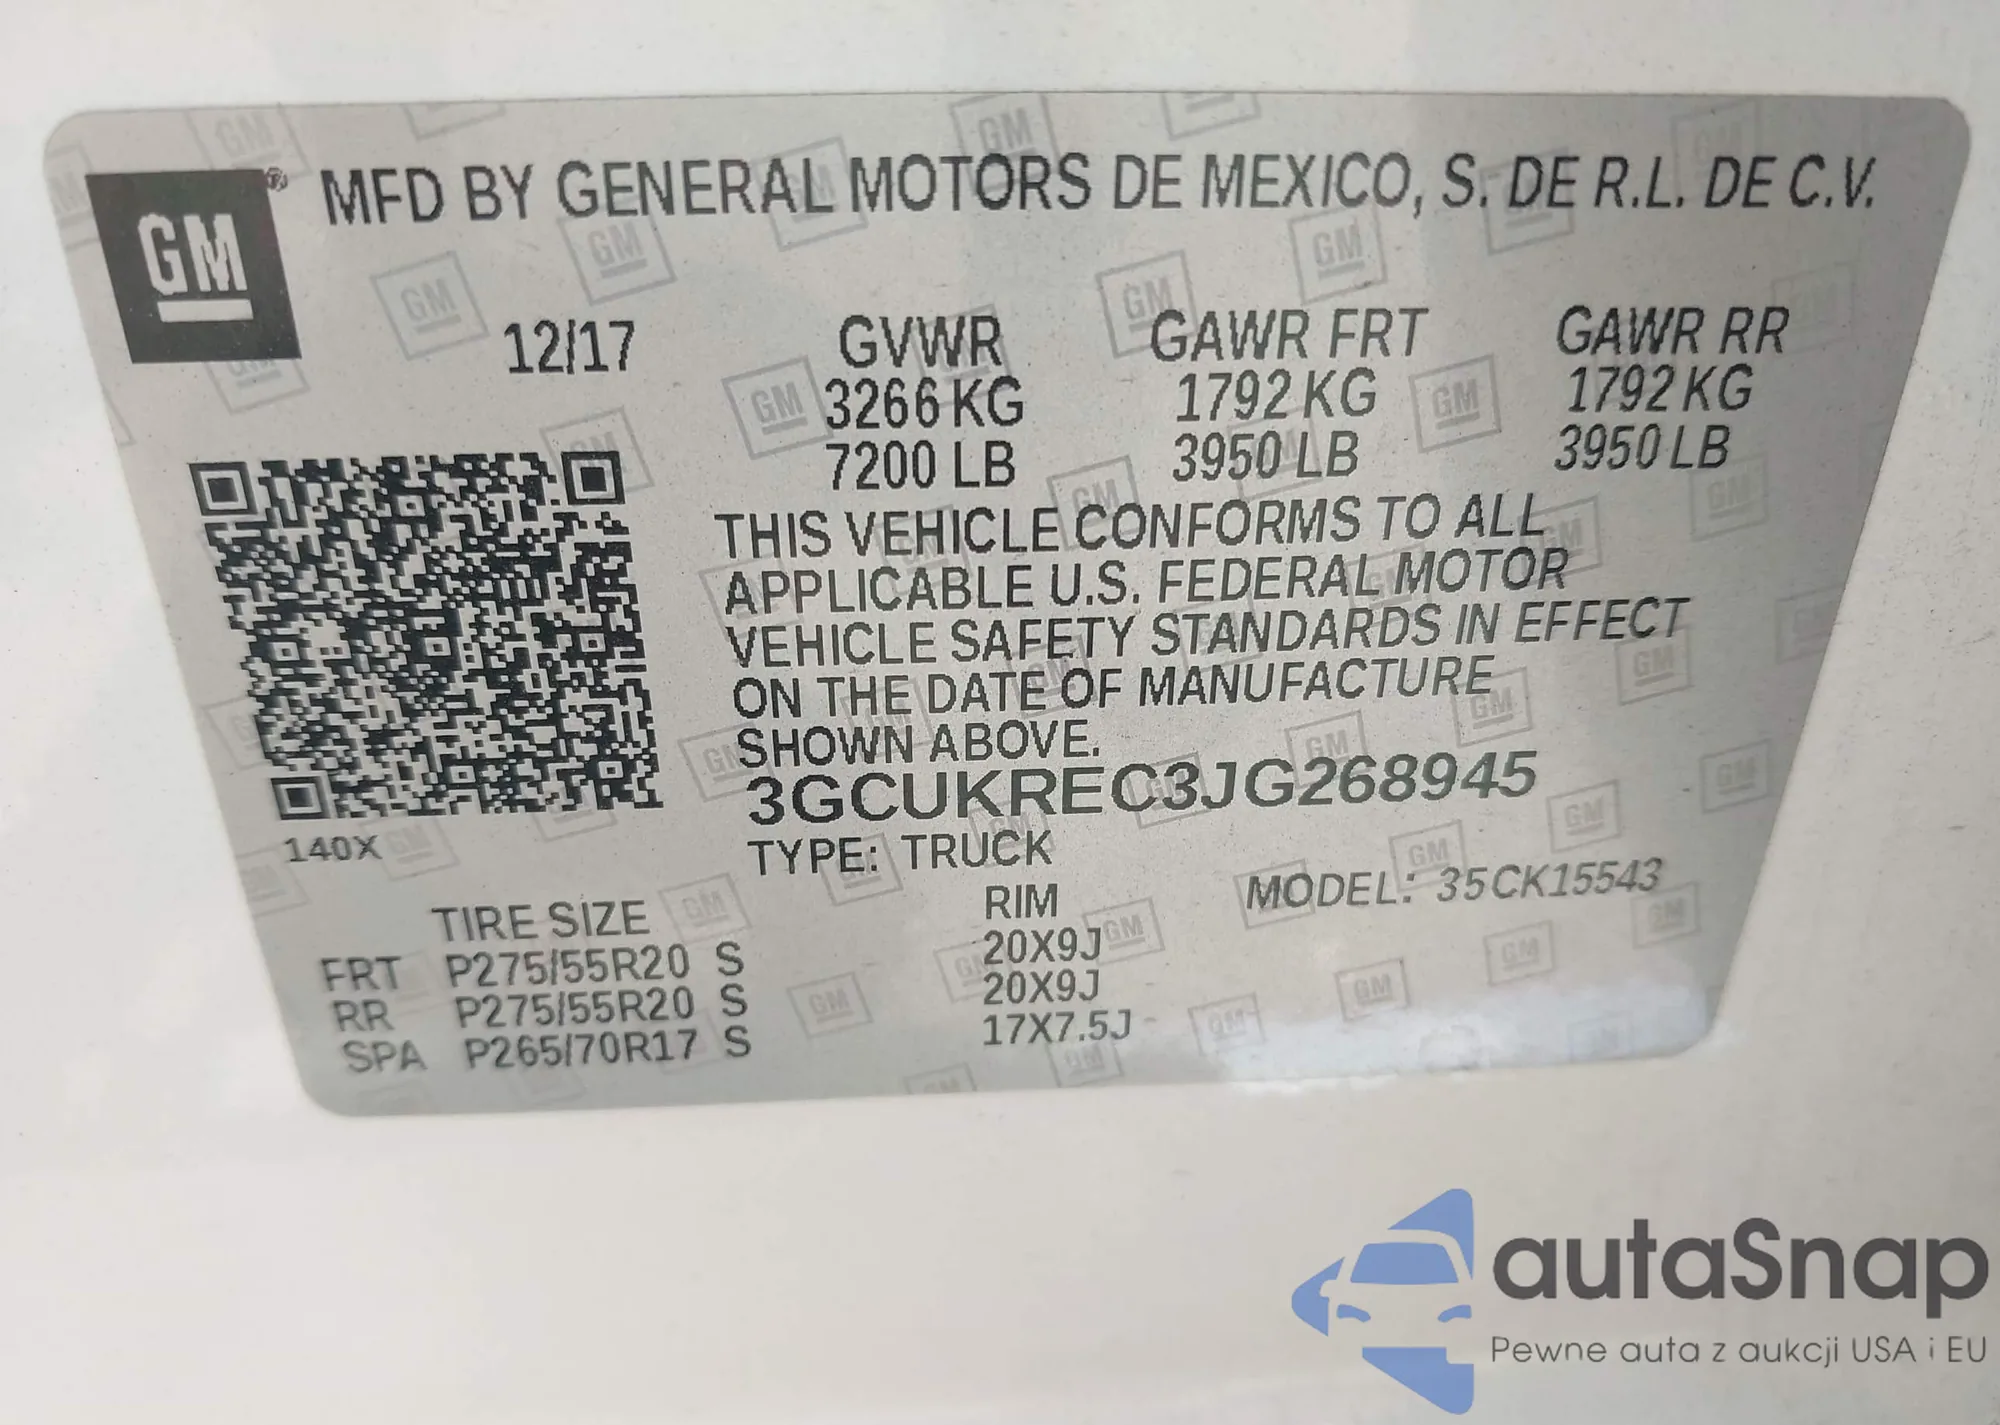 GM ® MFD BY GENERAL MOTORS DE MEXICO, S. DE R.L. DE C.V.
12/17 GVWR GAWR FRT GAWR RR
3266 KG 1792 KG 1792 KG
7200 LB 3950 LB 3950 LB
THIS VEHICLE CONFORMS TO ALL
APPLICABLE U.S. FEDERAL MOTOR
VEHICLE SAFETY STANDARDS IN EFFECT
ON THE DATE OF MANUFACTURE
SHOWN ABOVE.
3GCUKREC3JG268945
140X
TYPE: TRUCK MODEL: 35CK15543
TIRE SIZE RIM
FRT P275/55R20 S 20X9J
RR P275/55R20 S 20X9J
SPA P265/70R17 S 17X7.5J
autaSnap
Pewne auta z aukcji USA i EU